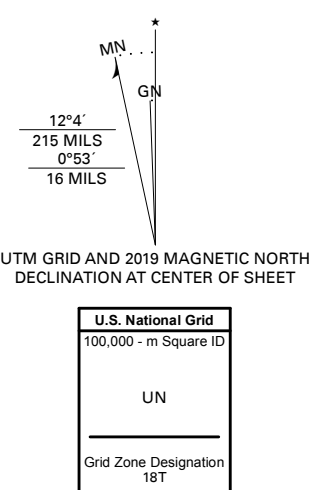 ★
MN
GN
12°4´
215 MILS
0°53´
16 MILS
UTM GRID AND 2019 MAGNETIC NORTH
DECLINATION AT CENTER OF SHEET
U.S. National Grid
100,000 - m Square ID
UN
Grid Zone Designation
18T